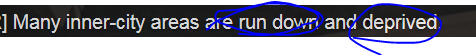 ] Many inner-city areas are run down and deprived.